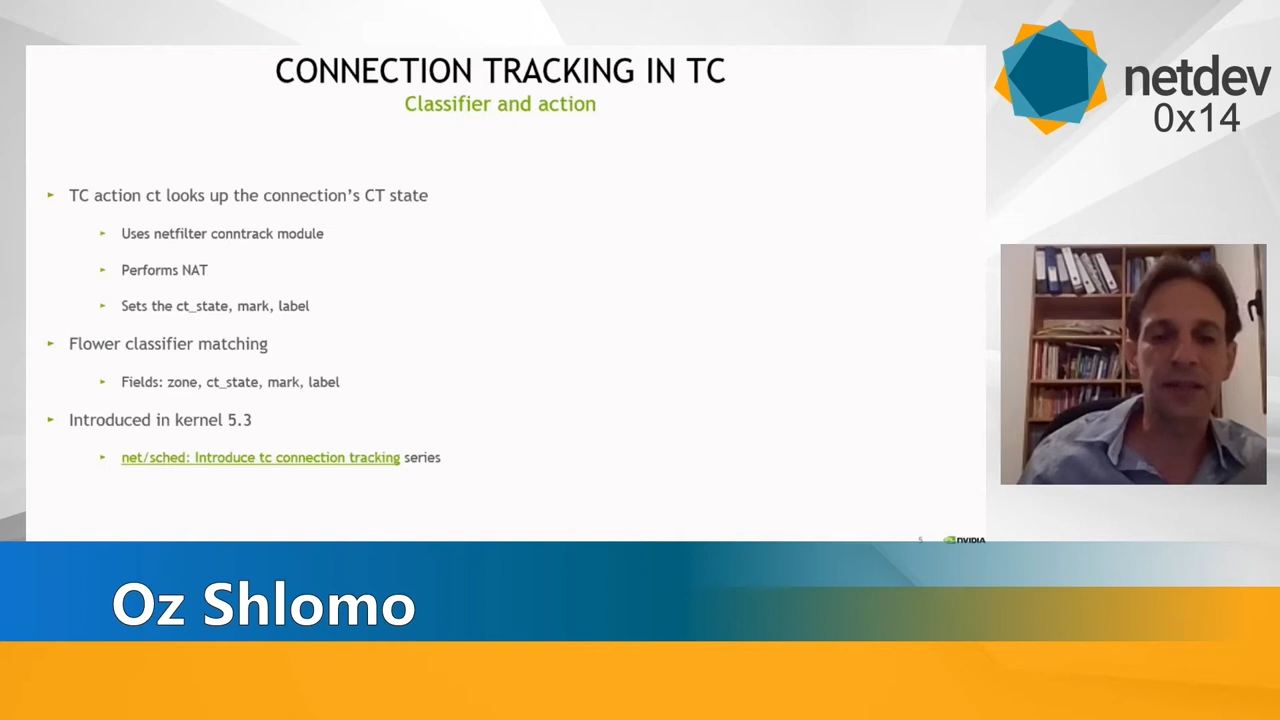 CONNECTION TRACKING IN TC
Classifier and action
TC action ct looks up the connection's CT state
Uses netfilter conntrack module
Performs NAT
Sets the ct_state, mark, label
Flower classifier matching
Fields: zone, ct_state, mark, label
Introduced in kernel 5.3
net/sched: Introduce tc connection tracking series
5
NVIDIA
netdev
0x14
Oz Shlomo